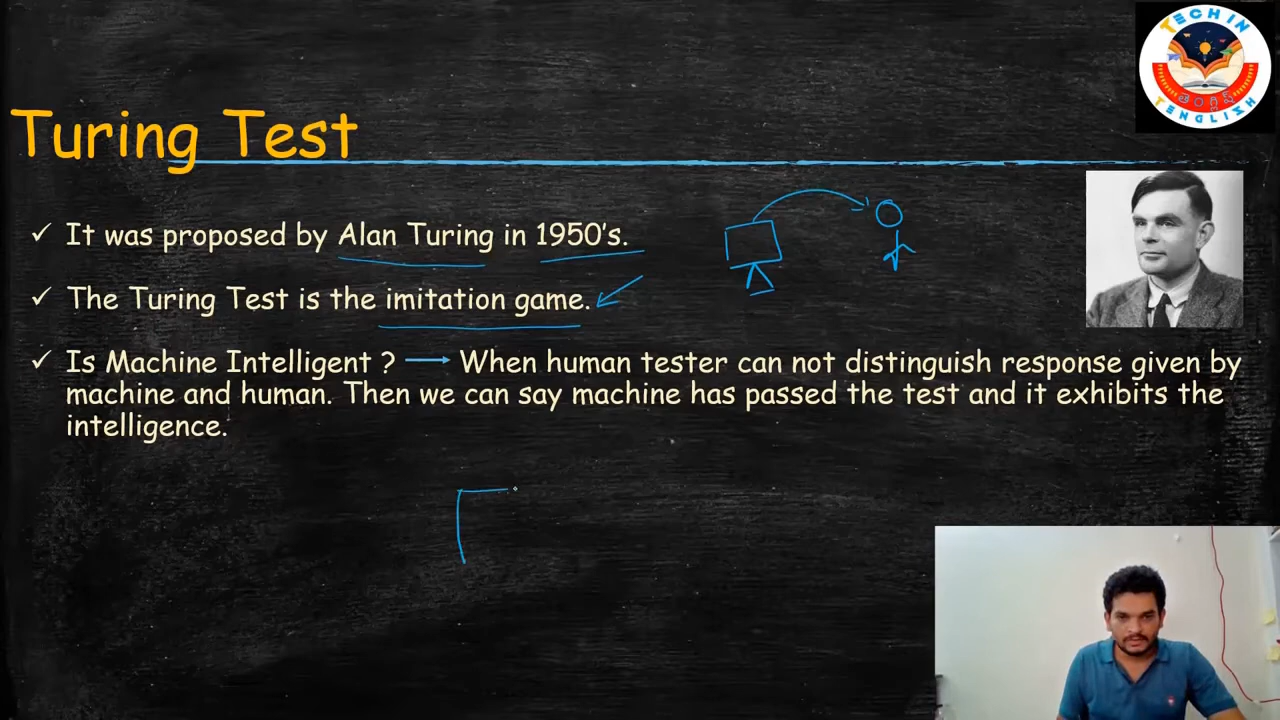 TECH IN
తెంగ్లీష్
TENGLISH
Turing Test
✓ It was proposed by Alan Turing in 1950's.
✓ The Turing Test is the imitation game.
✓ Is Machine Intelligent ? → When human tester can not distinguish response given by
machine and human. Then we can say machine has passed the test and it exhibits the
intelligence.